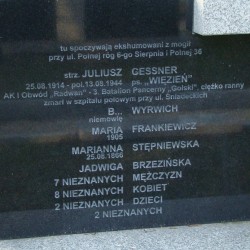 tu spoczywają ekshumowani z mogił
przy ul. Polnej róg 6-go Sierpnia i Polnej 36
strz. JULIUSZ GESSNER
25.08.1914 - pol.13.09.1944 ps. „WIĘZIEŃ"
AK I Obwód „Radwan" - 3. Batalion Pancerny „Golski" ciężko ranny
zmarł w szpitalu polowym przy ul. Śniadeckich
B... WYRWICH
niemowlę
MARIA FRANKIEWICZ
1905
MARIANNA STĘPNIEWSKA
25.08.1866
JADWIGA BRZEZIŃSKA
7 NIEZNANYCH MĘŻCZYZN
8 NIEZNANYCH KOBIET
2 NIEZNANYCH DZIECI
2 NIEZNANYCH